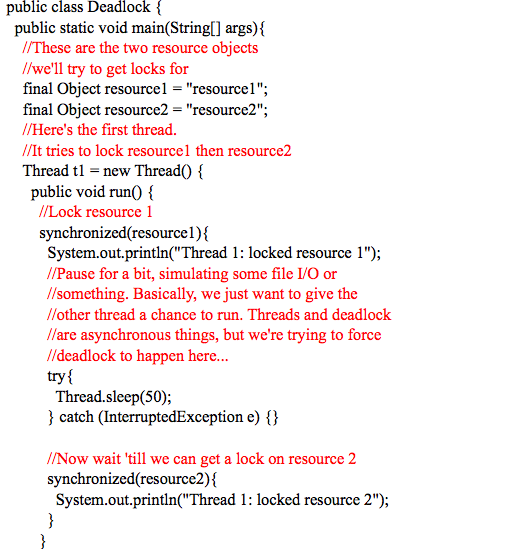 public class Deadlock {
public static void main(String[] args){
//These are the two resource objects
//we'll try to get locks for
final Object resource1 = "resource1";
final Object resource2 = "resource2";
//Here's the first thread.
//It tries to lock resource1 then resource2
Thread t1 = new Thread() {
public void run() {
//Lock resource 1
synchronized(resource1){
System.out.println("Thread 1: locked resource 1");
//Pause for a bit, simulating some file I/O or
//something. Basically, we just want to give the
//other thread a chance to run. Threads and deadlock
//are asynchronous things, but we're trying to force
//deadlock to happen here...
try{
Thread.sleep(50);
} catch (InterruptedException e) {}
//Now wait 'till we can get a lock on resource 2
synchronized(resource2){
System.out.println("Thread 1: locked resource 2");
}
}